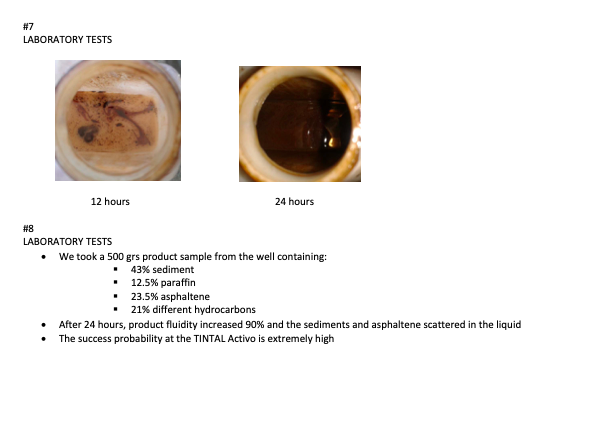 #7
LABORATORY TESTS
12 hours
24 hours
#8
LABORATORY TESTS
• We took a 500 grs product sample from the well containing:
▪ 43% sediment
▪ 12.5% paraffin
▪ 23.5% asphaltene
▪ 21% different hydrocarbons
• After 24 hours, product fluidity increased 90% and the sediments and asphaltene scattered in the liquid
• The success probability at the TINTAL Activo is extremely high